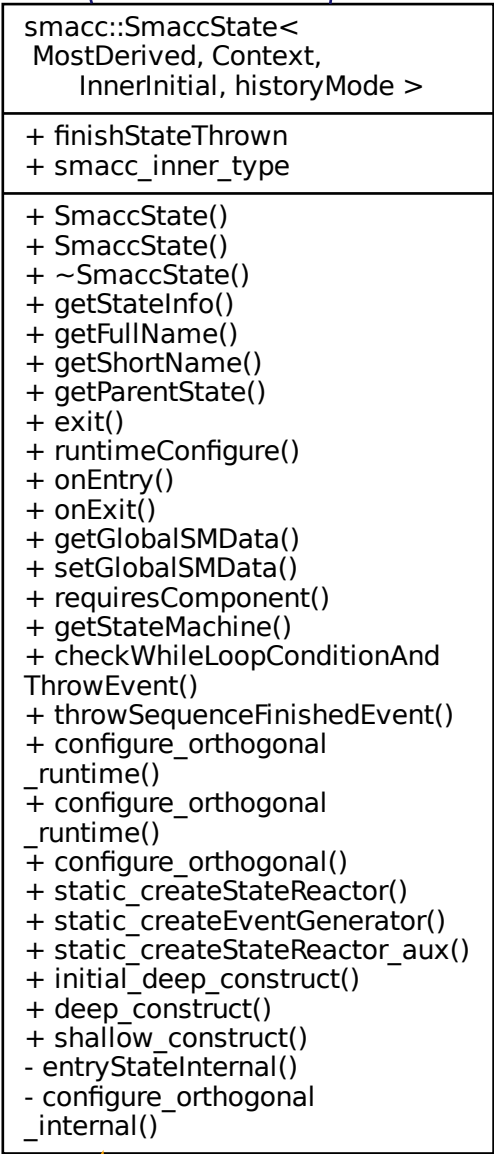 smacc::SmaccState<
MostDerived, Context,
InnerInitial, historyMode >
+ finishStateThrown
+ smacc_inner_type
+ SmaccState()
+ SmaccState()
+ ~SmaccState()
+ getStateInfo()
+ getFullName()
+ getShortName()
+ getParentState()
+ exit()
+ runtimeConfigure()
+ onEntry()
+ onExit()
+ getGlobalSMData()
+ setGlobalSMData()
+ requiresComponent()
+ getStateMachine()
+ checkWhileLoopConditionAnd
ThrowEvent()
+ throwSequenceFinishedEvent()
+ configure_orthogonal
_runtime()
+ configure_orthogonal
_runtime()
+ configure_orthogonal()
+ static_createStateReactor()
+ static_createEventGenerator()
+ static_createStateReactor_aux()
+ initial_deep_construct()
+ deep_construct()
+ shallow_construct()
- entryStateInternal()
- configure_orthogonal
_internal()